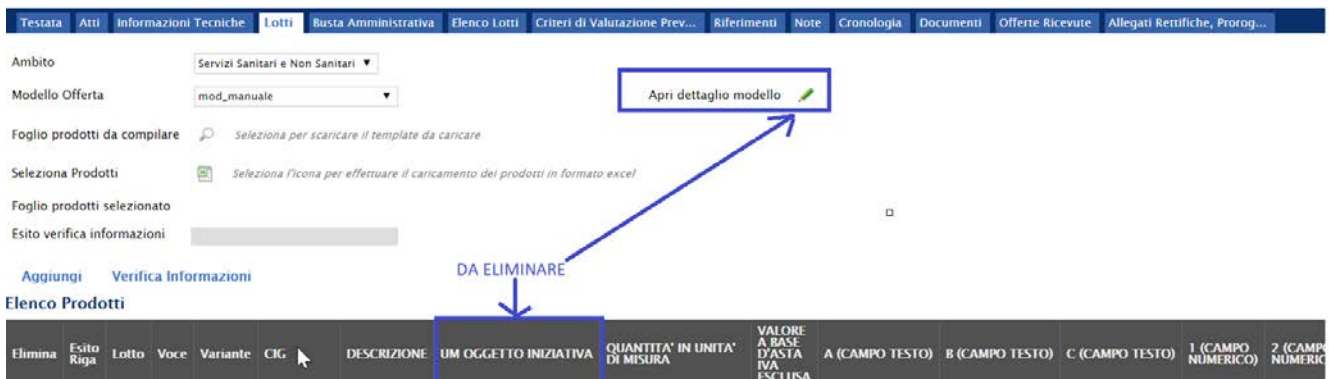 Testata Atti Informazioni Tecniche Lotti Busta Amministrativa Elenco Lotti Criteri di Valutazione Prev... Riferimenti Note Cronologia Documenti Offerte Ricevute Allegati Rettifiche, Prorog...
Ambito Servizi Sanitari e Non Sanitari
Modello Offerta mod_manuale Apri dettaglio modello
Foglio prodotti da compilare Seleziona per scaricare il template da caricare
Seleziona Prodotti Seleziona l'icona per effettuare il caricamento dei prodotti in formato excel
Foglio prodotti selezionato
Esito verifica informazioni
Aggiungi Verifica Informazioni DA ELIMINARE
Elenco Prodotti
Elimina Esito Riga Lotto Voce Variante CIG DESCRIZIONE UM OGGETTO INIZIATIVA QUANTITA' IN UNITA' DI MISURA VALORE A BASE D'ASTA IVA ESCLUSA A (CAMPO TESTO) B (CAMPO TESTO) C (CAMPO TESTO) 1 (CAMPO NUMERICO) 2